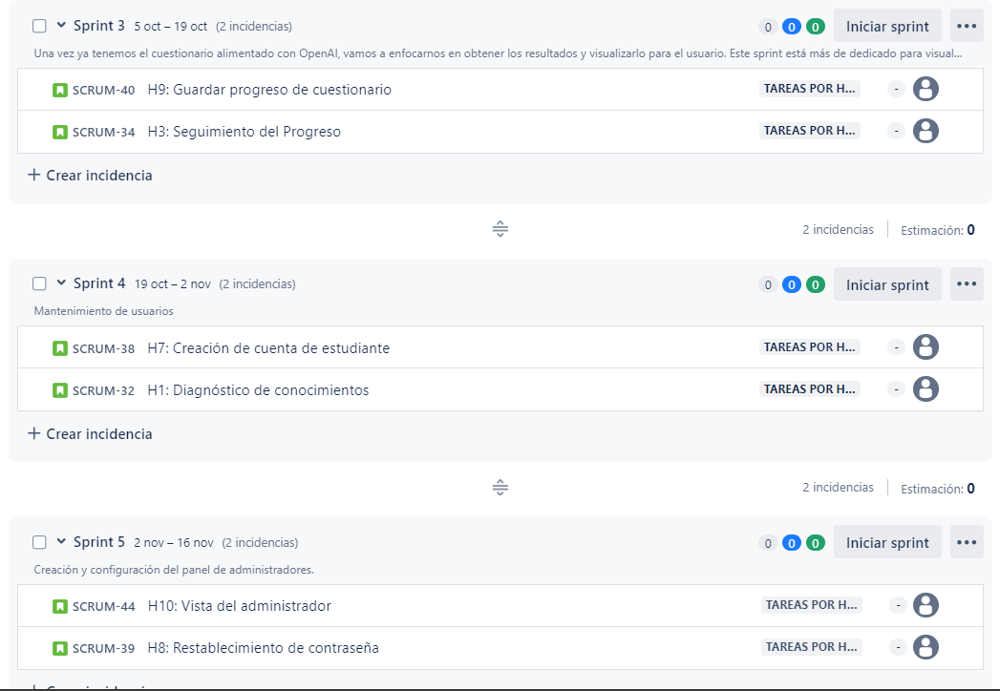 Sprint 3 5 oct – 19 oct (2 incidencias) 0 0 0 Iniciar sprint
Una vez ya tenemos el cuestionario alimentado con OpenAI, vamos a enfocarnos en obtener los resultados y visualizarlo para el usuario. Este sprint está más de dedicado para visual...
SCRUM-40 H9: Guardar progreso de cuestionario TAREAS POR H... -
SCRUM-34 H3: Seguimiento del Progreso TAREAS POR H... -
+ Crear incidencia
2 incidencias Estimación: 0
Sprint 4 19 oct – 2 nov (2 incidencias) 0 0 0 Iniciar sprint
Mantenimiento de usuarios
SCRUM-38 H7: Creación de cuenta de estudiante TAREAS POR H... -
SCRUM-32 H1: Diagnóstico de conocimientos TAREAS POR H... -
+ Crear incidencia
2 incidencias Estimación: 0
Sprint 5 2 nov – 16 nov (2 incidencias) 0 0 0 Iniciar sprint
Creación y configuración del panel de administradores.
SCRUM-44 H10: Vista del administrador TAREAS POR H... -
SCRUM-39 H8: Restablecimiento de contraseña TAREAS POR H... -